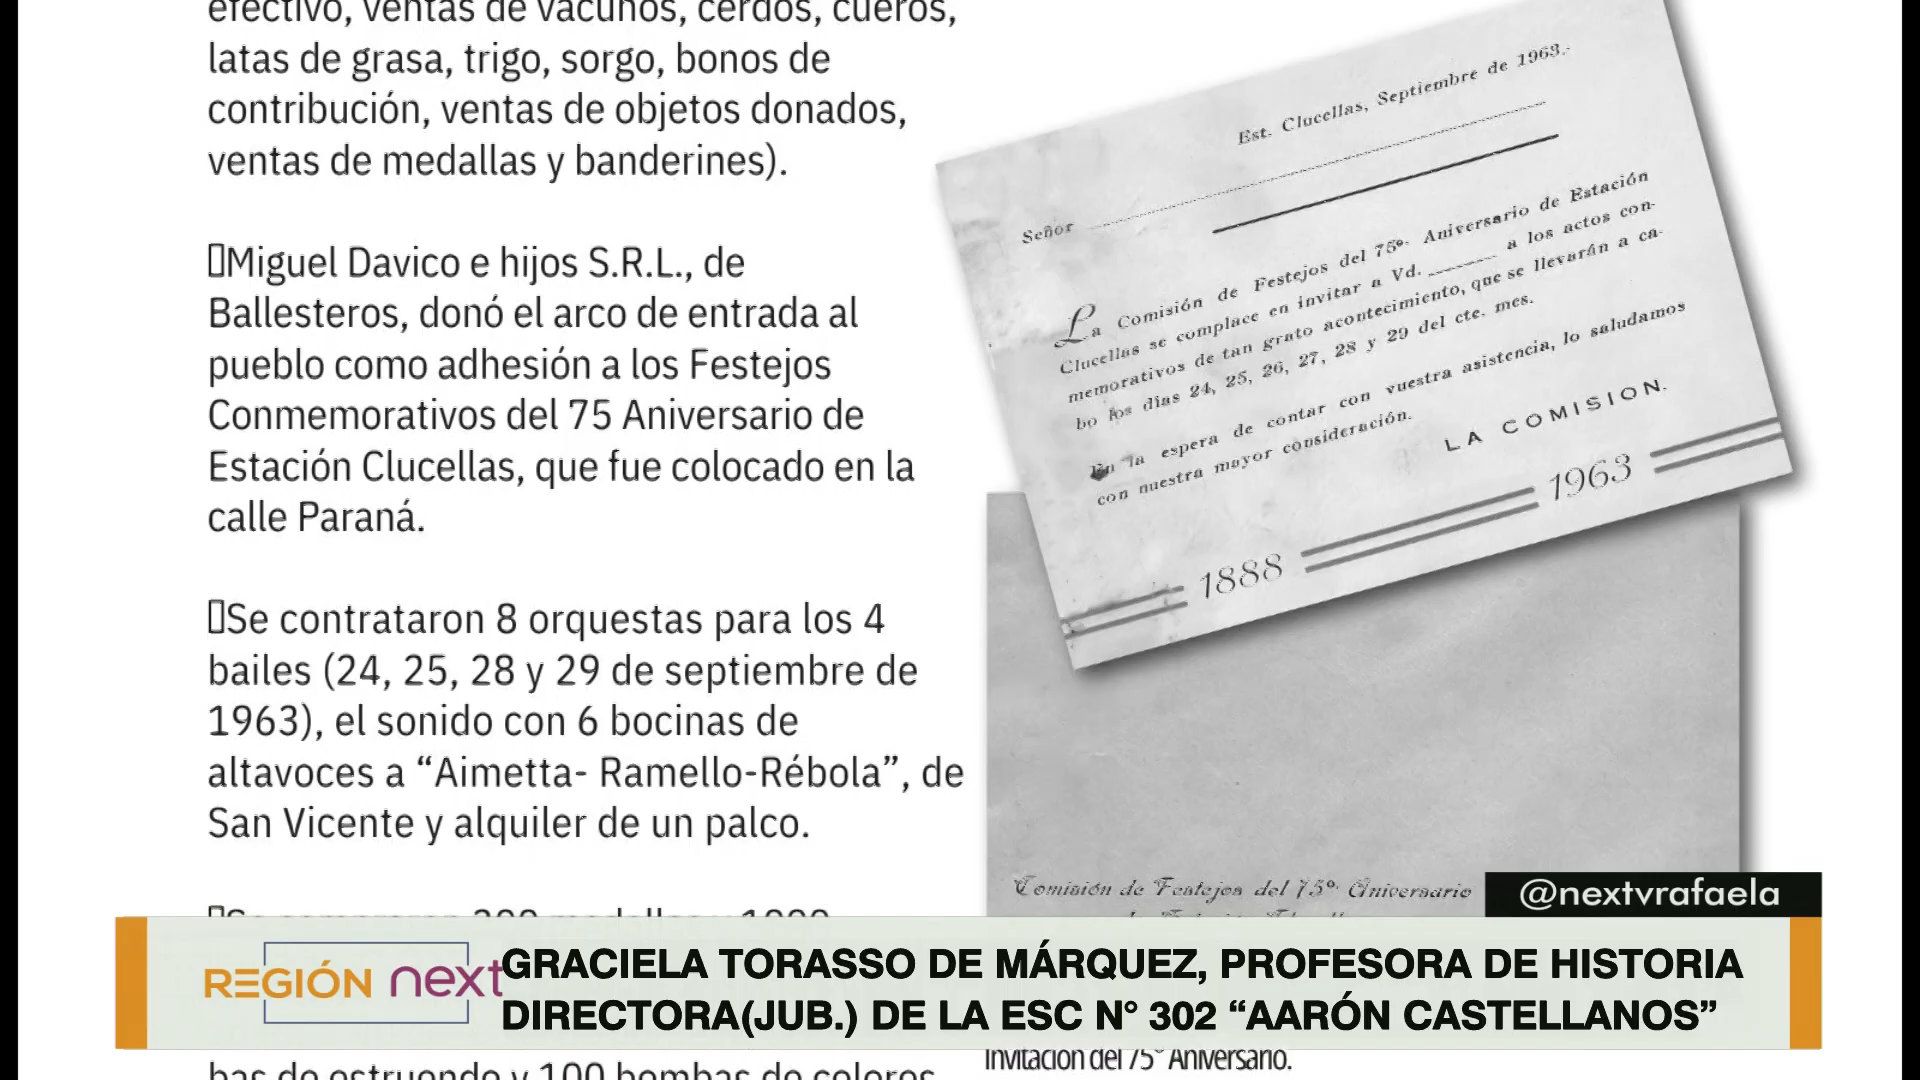 efectivo, ventas de vacunos, cerdos, cueros,
latas de grasa, trigo, sorgo, bonos de
contribución, ventas de objetos donados,
ventas de medallas y banderines).
Miguel Davico e hijos S.R.L., de
Ballesteros, donó el arco de entrada al
pueblo como adhesión a los Festejos
Conmemorativos del 75 Aniversario de
Estación Clucellas, que fue colocado en la
calle Paraná.
Se contrataron 8 orquestas para los 4
bailes (24, 25, 28 y 29 de septiembre de
1963), el sonido con 6 bocinas de
altavoces a “Aimetta- Ramello-Rébola”, de
San Vicente y alquiler de un palco.
bas de estruendo y 100 bombas de colores
Est. Clucellas, Septiembre de 1963.-
Señor
La Comisión de Festejos del 75º. Aniversario de Estación
Clucellas se complace en invitar a Vd. a los actos con-
memorativos de tan grato acontecimiento, que se llevarán a ca-
bo los días 24, 25, 26, 27, 28 y 29 del cte. mes.
En la espera de contar con vuestra asistencia, lo saludamos
con nuestra mayor consideración.
LA COMISION.
1888 1963
Comisión de Festejos del 75º. Aniversario
Invitación del 75° Aniversario.
@nextvrafaela
REGIÓN next
GRACIELA TORASSO DE MÁRQUEZ, PROFESORA DE HISTORIA
DIRECTORA(JUB.) DE LA ESC N° 302 “AARÓN CASTELLANOS”